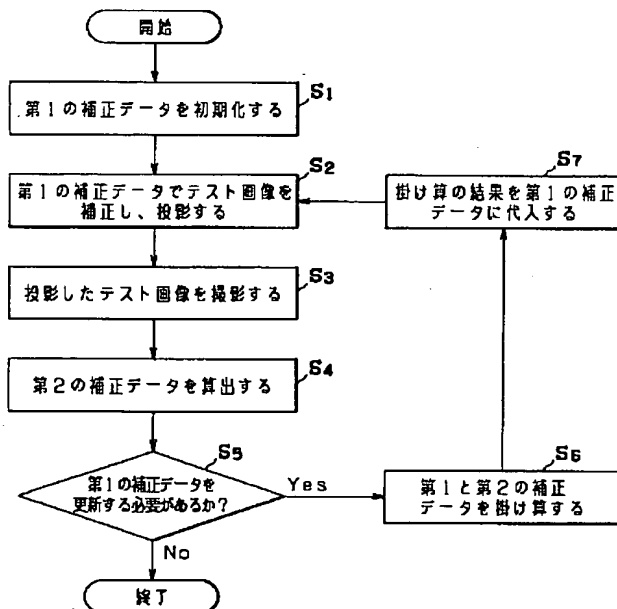 開始
S1
第1の補正データを初期化する
S2
第1の補正データでテスト画像を
補正し、投影する
S3
投影したテスト画像を撮影する
S4
第2の補正データを算出する
S5
第1の補正データを
更新する必要があるか?
Yes
No
終了
S6
第1と第2の補正
データを掛け算する
S7
掛け算の結果を第1の補正
データに代入する